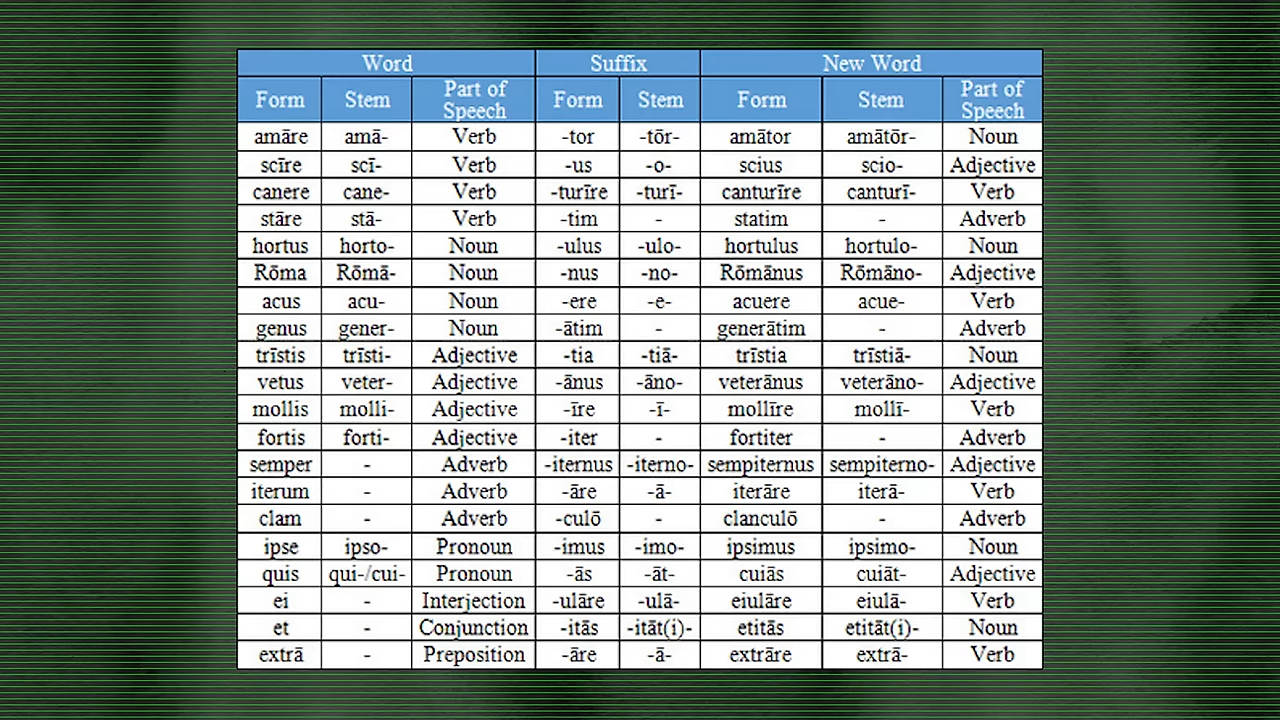 Word Suffix New Word
Form Stem Part of Speech Form Stem Form Stem Part of Speech
amāre amā- Verb -tor -tōr- amātor amātōr- Noun
scīre scī- Verb -us -o- scius scio- Adjective
canere cane- Verb -turīre -turī- canturīre canturī- Verb
stāre stā- Verb -tim - statim - Adverb
hortus horto- Noun -ulus -ulo- hortulus hortulo- Noun
Rōma Rōmā- Noun -nus -no- Rōmānus Rōmāno- Adjective
acus acu- Noun -ere -e- acuere acue- Verb
genus gener- Noun -ātim - generātim - Adverb
trīstis trīsti- Adjective -tia -tiā- trīstia trīstiā- Noun
vetus veter- Adjective -ānus -āno- veterānus veterāno- Adjective
mollis molli- Adjective -īre -ī- mollīre mollī- Verb
fortis forti- Adjective -iter - fortiter - Adverb
semper - Adverb -iternus -iterno- sempiternus sempiterno- Adjective
iterum - Adverb -āre -ā- iterāre iterā- Verb
clam - Adverb -culō - clanculō - Adverb
ipse ipso- Pronoun -imus -imo- ipsimus ipsimo- Noun
quis qui-/cui- Pronoun -ās -āt- cuiās cuiāt- Adjective
ei - Interjection -ulāre -ulā- eiulāre eiulā- Verb
et - Conjunction -itās -itāt(i)- etitās etitāt(i)- Noun
extrā - Preposition -āre -ā- extrāre extrā- Verb